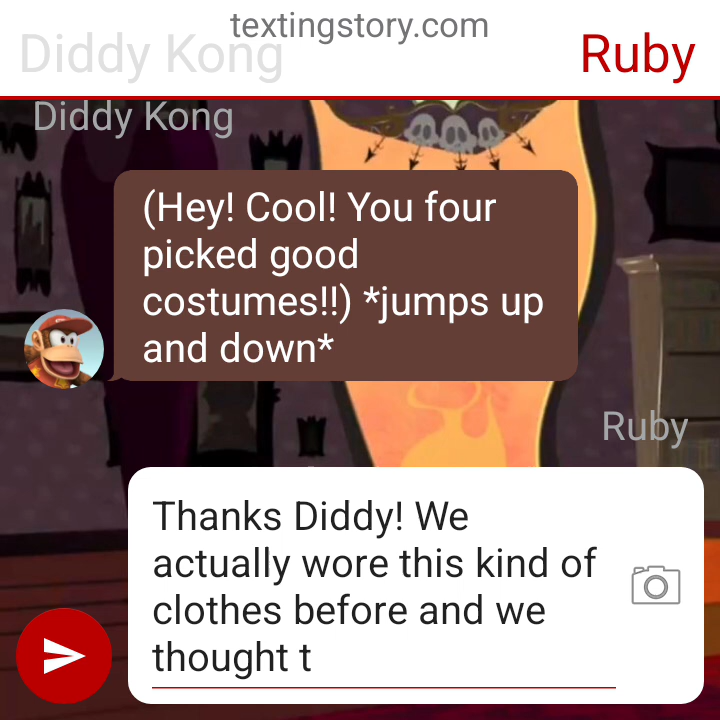 textingstory.com
Diddy Kong
Ruby
Diddy Kong
(Hey! Cool! You four
picked good
costumes!!) *jumps up
and down*
Ruby
Thanks Diddy! We
actually wore this kind of
clothes before and we
thought t